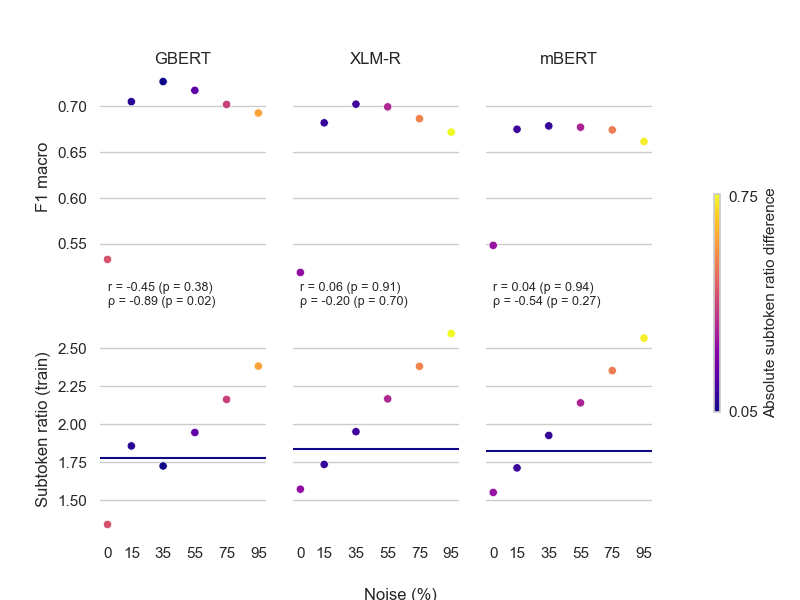 GBERT XLM-R mBERT
0.70
0.65
0.60
0.55
F1 macro
r = -0.45 (p = 0.38)
ρ = -0.89 (p = 0.02)
r = 0.06 (p = 0.91)
ρ = -0.20 (p = 0.70)
r = 0.04 (p = 0.94)
ρ = -0.54 (p = 0.27)
2.50
2.25
2.00
1.75
1.50
Subtoken ratio (train)
0 15 35 55 75 95
0 15 35 55 75 95
0 15 35 55 75 95
Noise (%)
0.75
0.05
Absolute subtoken ratio difference